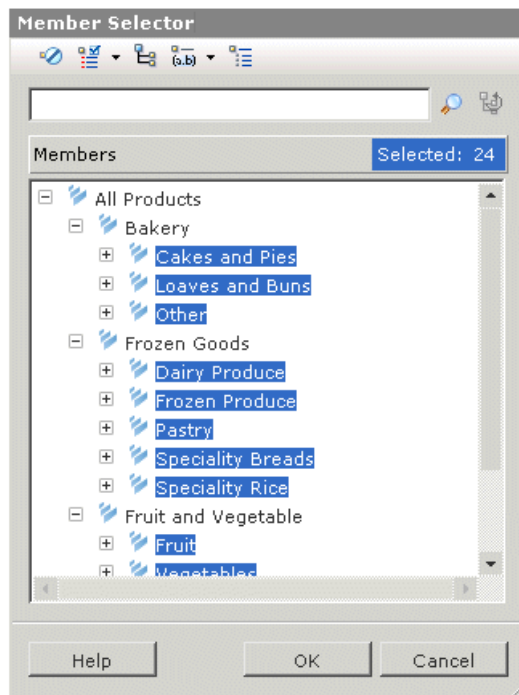 Member Selector
(a.b)
Members Selected: 24
All Products
Bakery
Cakes and Pies
Loaves and Buns
Other
Frozen Goods
Dairy Produce
Frozen Produce
Pastry
Speciality Breads
Speciality Rice
Fruit and Vegetable
Fruit
Vegetables
Help OK Cancel